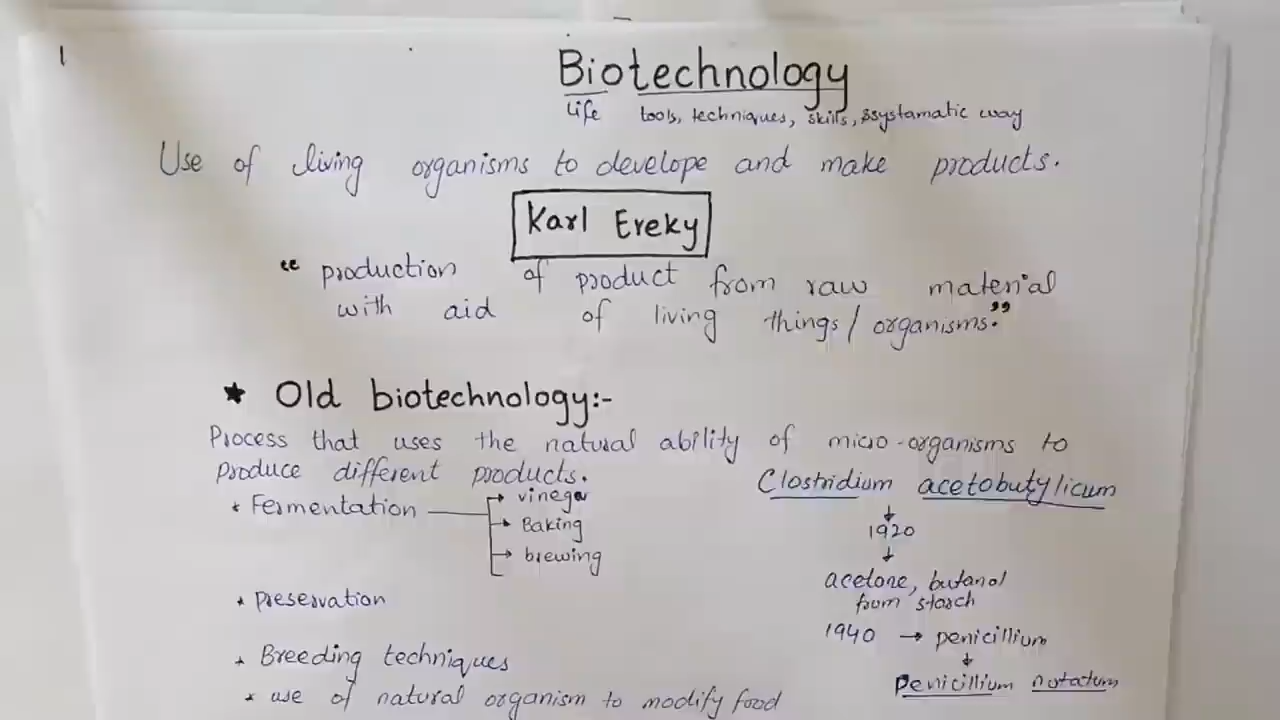 1
Biotechnology
Life tools, techniques, skills, ssystamatic way
Use of living organisms to develope and make products.
Karl Ereky
"production of product from raw material
with aid of living things/organisms."
★ Old biotechnology:-
Process that uses the natural ability of micro-organisms to
produce different products.
Clostridium acetobutylicum
* Fermentation → vinegar
→ Baking
→ brewing
↓
1920
↓
acetone, butanol
from starch
* preservation
1940 → penicillium
↓
Penicillium notatum
* Breeding techniques
* use of natural organism to modify food